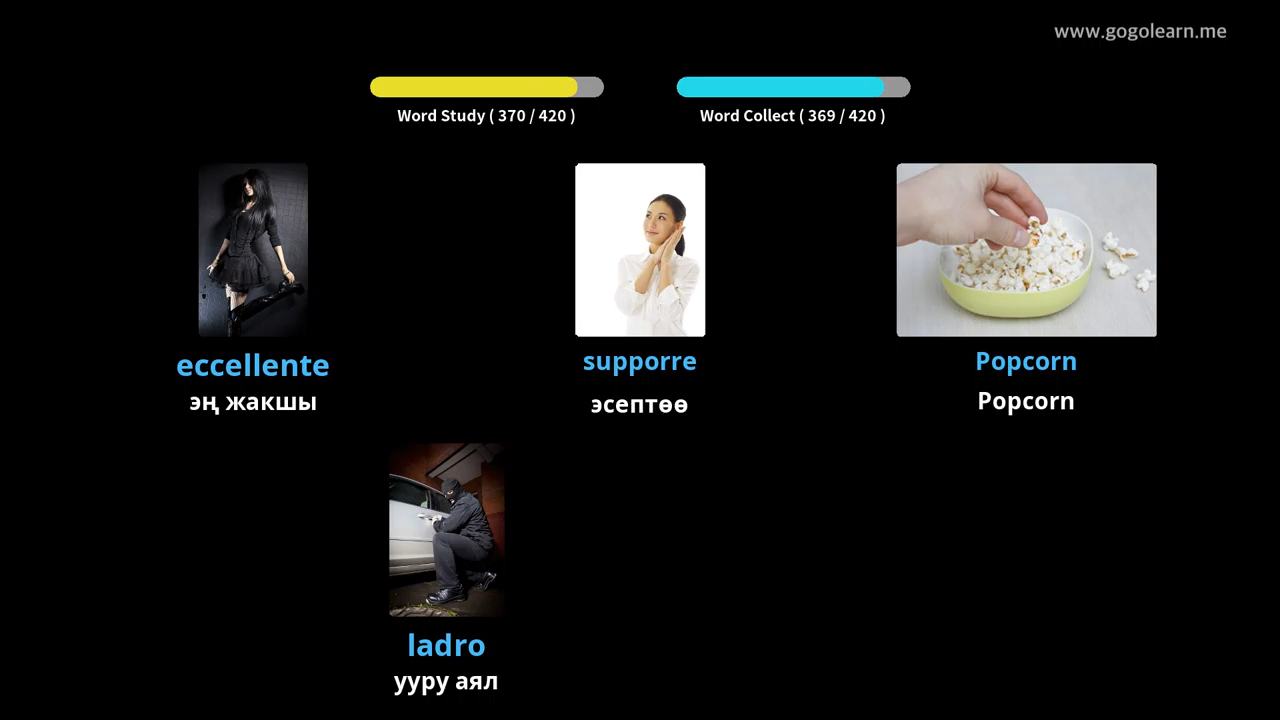 www.gogolearn.me
Word Study ( 370 / 420 )
Word Collect ( 369 / 420 )
eccellente
эң жакшы
supporre
эсептөө
Popcorn
Popcorn
ladro
ууру аял